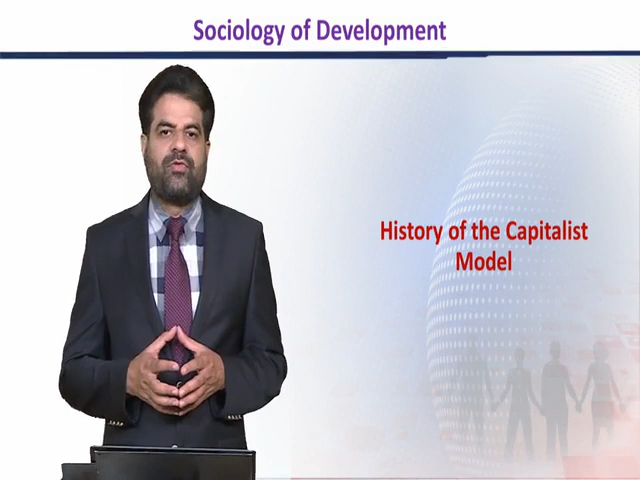 Sociology of Development
History of the Capitalist
Model